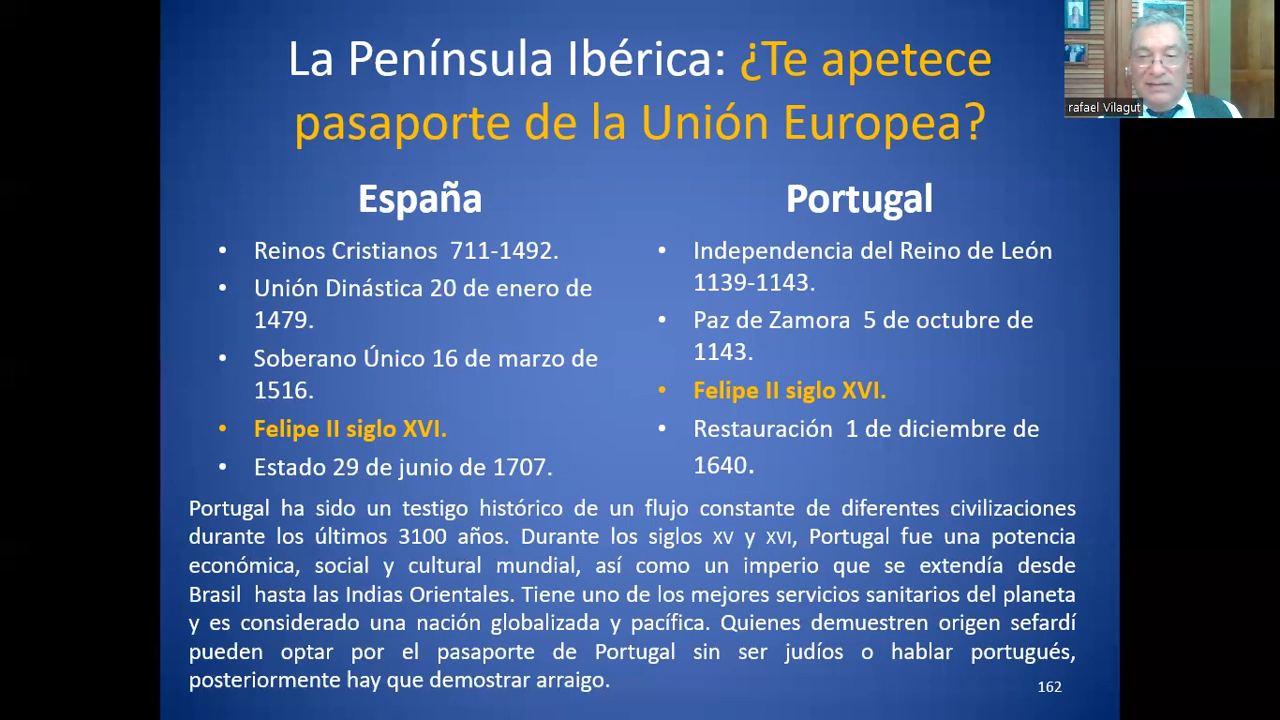 La Península Ibérica: ¿Te apetece
pasaporte de la Unión Europea?
rafael Vilagut
España
• Reinos Cristianos 711-1492.
• Unión Dinástica 20 de enero de
1479.
• Soberano Único 16 de marzo de
1516.
• Felipe II siglo XVI.
• Estado 29 de junio de 1707.
Portugal
• Independencia del Reino de León
1139-1143.
• Paz de Zamora 5 de octubre de
1143.
• Felipe II siglo XVI.
• Restauración 1 de diciembre de
1640.
Portugal ha sido un testigo histórico de un flujo constante de diferentes civilizaciones
durante los últimos 3100 años. Durante los siglos XV y XVI, Portugal fue una potencia
económica, social y cultural mundial, así como un imperio que se extendía desde
Brasil hasta las Indias Orientales. Tiene uno de los mejores servicios sanitarios del planeta
y es considerado una nación globalizada y pacífica. Quienes demuestren origen sefardí
pueden optar por el pasaporte de Portugal sin ser judíos o hablar portugués,
posteriormente hay que demostrar arraigo.
162